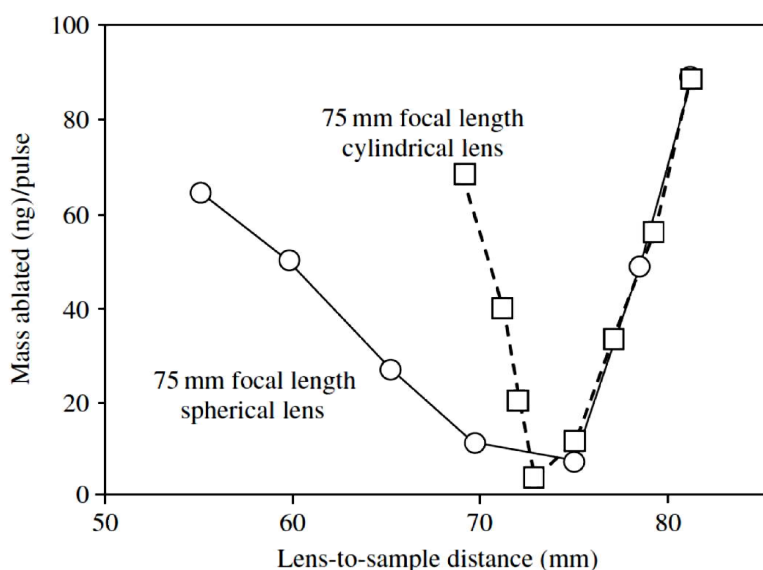 100
80
60
40
20
0
Mass ablated (ng)/pulse
75 mm focal length
cylindrical lens
75 mm focal length
spherical lens
50
60
70
80
Lens-to-sample distance (mm)